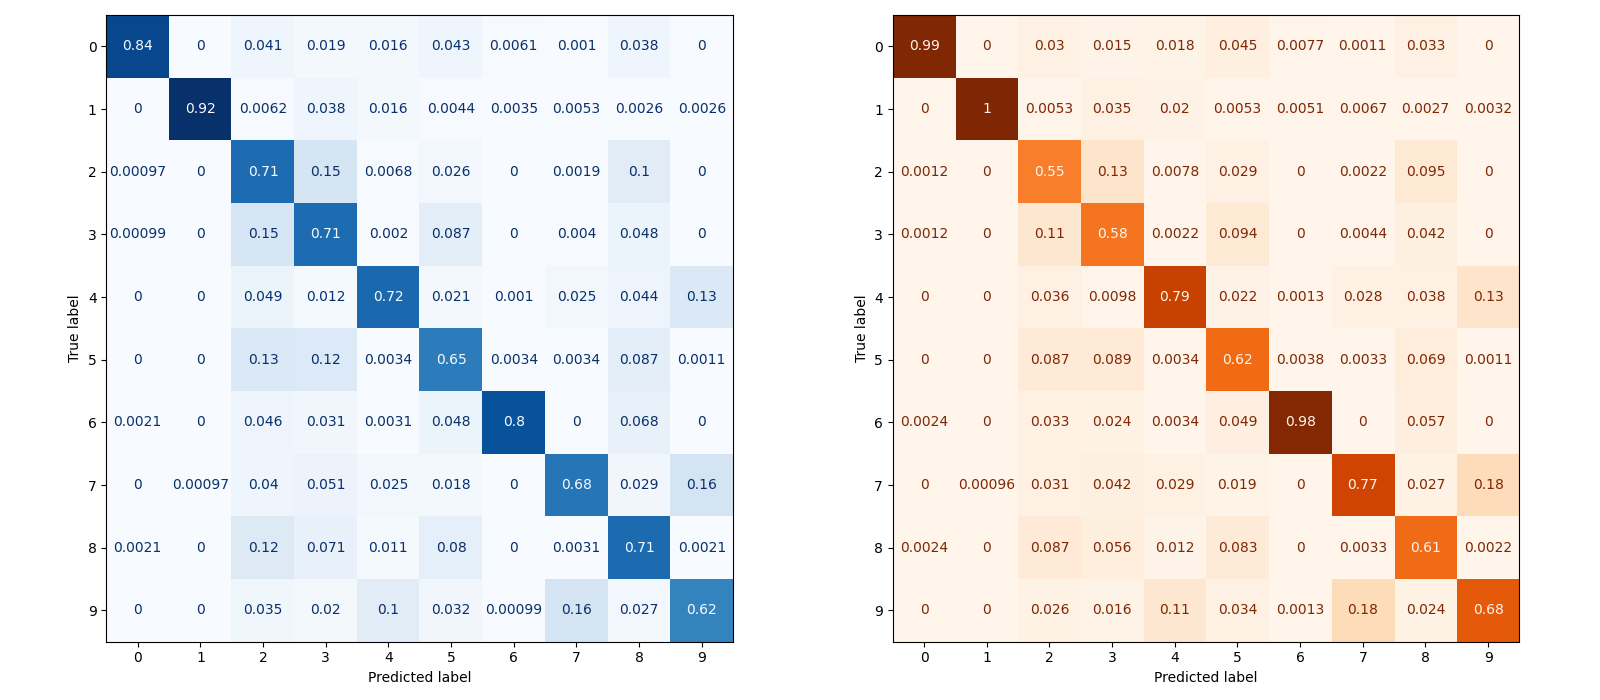 0 0.84 0 0.041 0.019 0.016 0.043 0.0061 0.001 0.038 0
1 0 0.92 0.0062 0.038 0.016 0.0044 0.0035 0.0053 0.0026 0.0026
2 0.00097 0 0.71 0.15 0.0068 0.026 0 0.0019 0.1 0
3 0.00099 0 0.15 0.71 0.002 0.087 0 0.004 0.048 0
4 0 0 0.049 0.012 0.72 0.021 0.001 0.025 0.044 0.13
5 0 0 0.13 0.12 0.0034 0.65 0.0034 0.0034 0.087 0.0011
6 0.0021 0 0.046 0.031 0.0031 0.048 0.8 0 0.068 0
7 0 0.00097 0.04 0.051 0.025 0.018 0 0.68 0.029 0.16
8 0.0021 0 0.12 0.071 0.011 0.08 0 0.0031 0.71 0.0021
9 0 0 0.035 0.02 0.1 0.032 0.00099 0.16 0.027 0.62
0 1 2 3 4 5 6 7 8 9
Predicted label
True label
0 0.99 0 0.03 0.015 0.018 0.045 0.0077 0.0011 0.033 0
1 0 1 0.0053 0.035 0.02 0.0053 0.0051 0.0067 0.0027 0.0032
2 0.0012 0 0.55 0.13 0.0078 0.029 0 0.0022 0.095 0
3 0.0012 0 0.11 0.58 0.0022 0.094 0 0.0044 0.042 0
4 0 0 0.036 0.0098 0.79 0.022 0.0013 0.028 0.038 0.13
5 0 0 0.087 0.089 0.0034 0.62 0.0038 0.0033 0.069 0.0011
6 0.0024 0 0.033 0.024 0.0034 0.049 0.98 0 0.057 0
7 0 0.00096 0.031 0.042 0.029 0.019 0 0.77 0.027 0.18
8 0.0024 0 0.087 0.056 0.012 0.083 0 0.0033 0.61 0.0022
9 0 0 0.026 0.016 0.11 0.034 0.0013 0.18 0.024 0.68
0 1 2 3 4 5 6 7 8 9
Predicted label
True label